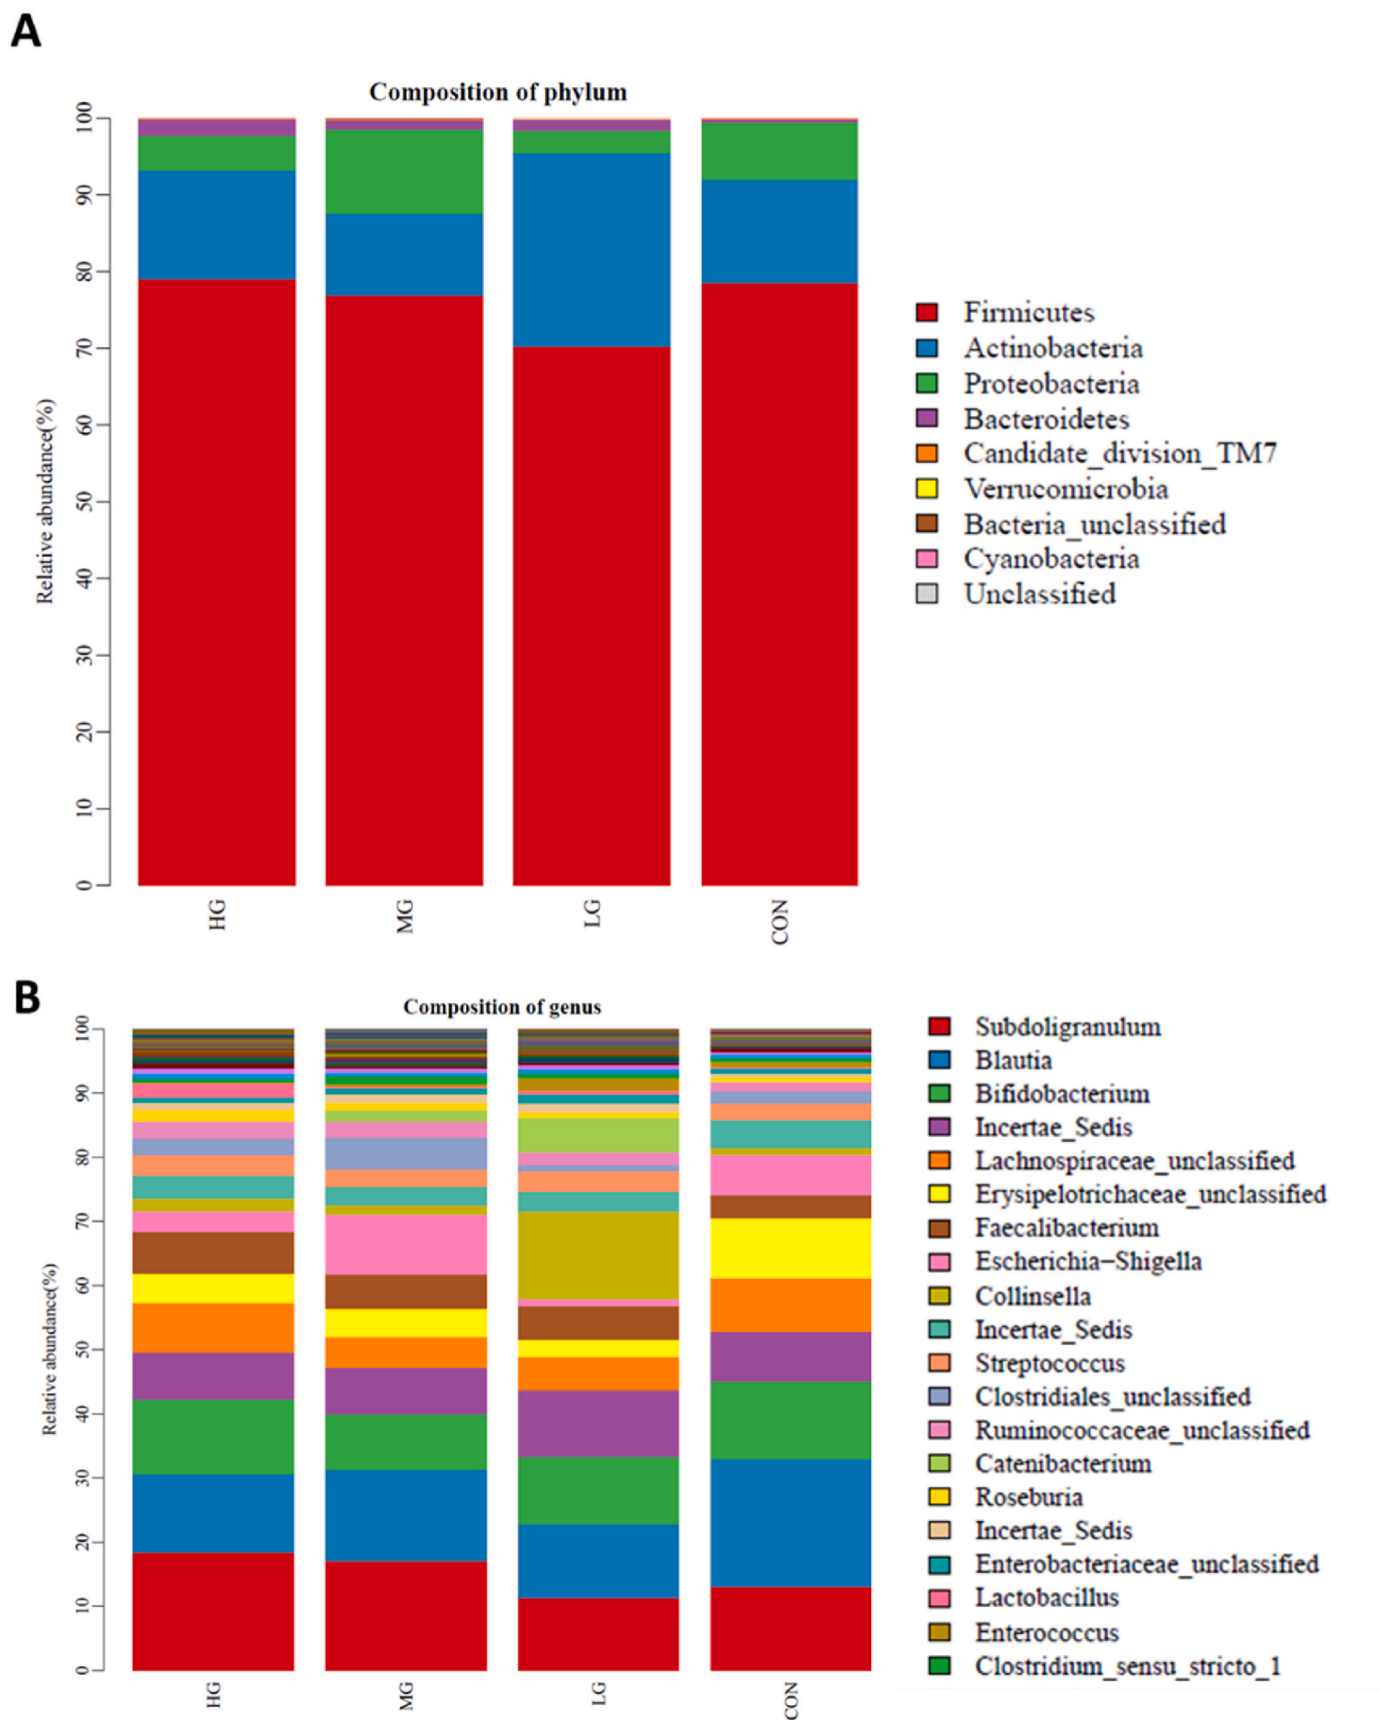 A
Composition of phylum
Relative abundance(%)
100
90
80
70
60
50
40
30
20
10
0
HG
MG
LG
CON
Firmicutes
Actinobacteria
Proteobacteria
Bacteroidetes
Candidate_division_TM7
Verrucomicrobia
Bacteria_unclassified
Cyanobacteria
Unclassified
B
Composition of genus
Relative abundance(%)
100
90
80
70
60
50
40
30
20
10
0
HG
MG
LG
CON
Subdoligranulum
Blautia
Bifidobacterium
Incertae_Sedis
Lachnospiraceae_unclassified
Erysipelotrichaceae_unclassified
Faecalibacterium
Escherichia−Shigella
Collinsella
Incertae_Sedis
Streptococcus
Clostridiales_unclassified
Ruminococcaceae_unclassified
Catenibacterium
Roseburia
Incertae_Sedis
Enterobacteriaceae_unclassified
Lactobacillus
Enterococcus
Clostridium_sensu_stricto_1